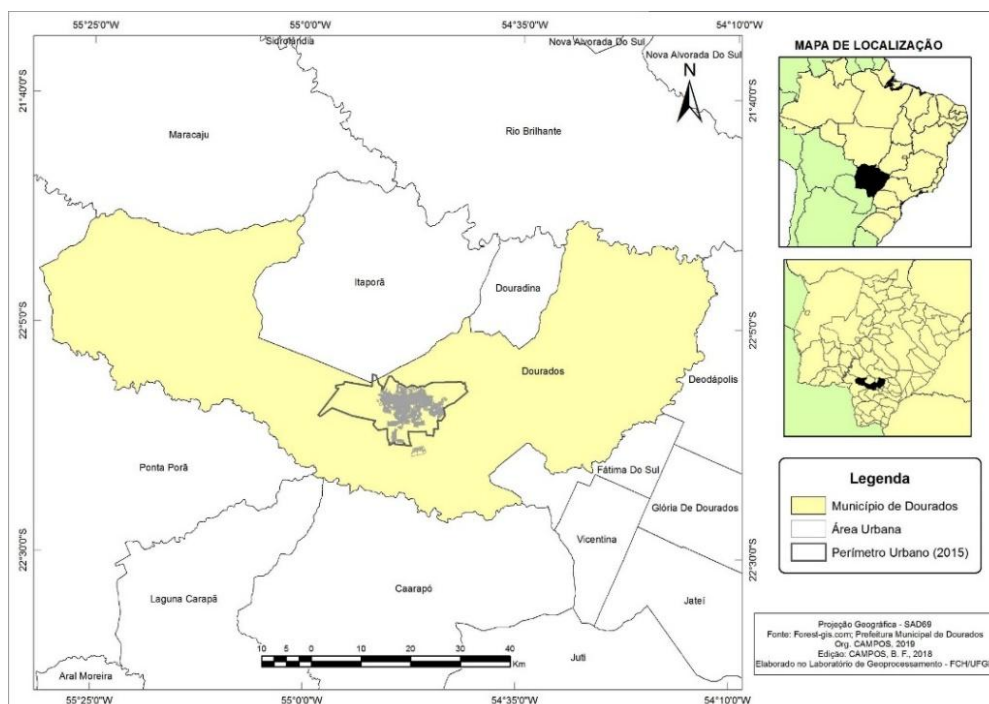 55°25'0"W
55°0'0"W
54°35'0"W
54°10'0"W
Sidrolândia
Nova Alvorada Do Sul
Nova Alvorada Do Sul
N
21°40'0"S
21°40'0"S
Maracaju
Rio Brilhante
Itaporã
Douradina
22°5'0"S
22°5'0"S
Dourados
Deodápolis
Ponta Porã
Fátima Do Sul
Glória De Dourados
Vicentina
22°30'0"S
22°30'0"S
Laguna Carapã
Caarapó
Jateí
Juti
Aral Moreira
10 5 0 10 20 30 40
Km
55°25'0"W
55°0'0"W
54°35'0"W
54°10'0"W
MAPA DE LOCALIZAÇÃO
Legenda
Município de Dourados
Área Urbana
Perímetro Urbano (2015)
Projeção Geográfica - SAD69
Fonte: Forest-gis.com; Prefeitura Municipal de Dourados
Org. CAMPOS, 2019
Edição: CAMPOS, B. F., 2018
Elaborado no Laboratório de Geoprocessamento - FCH/UFG